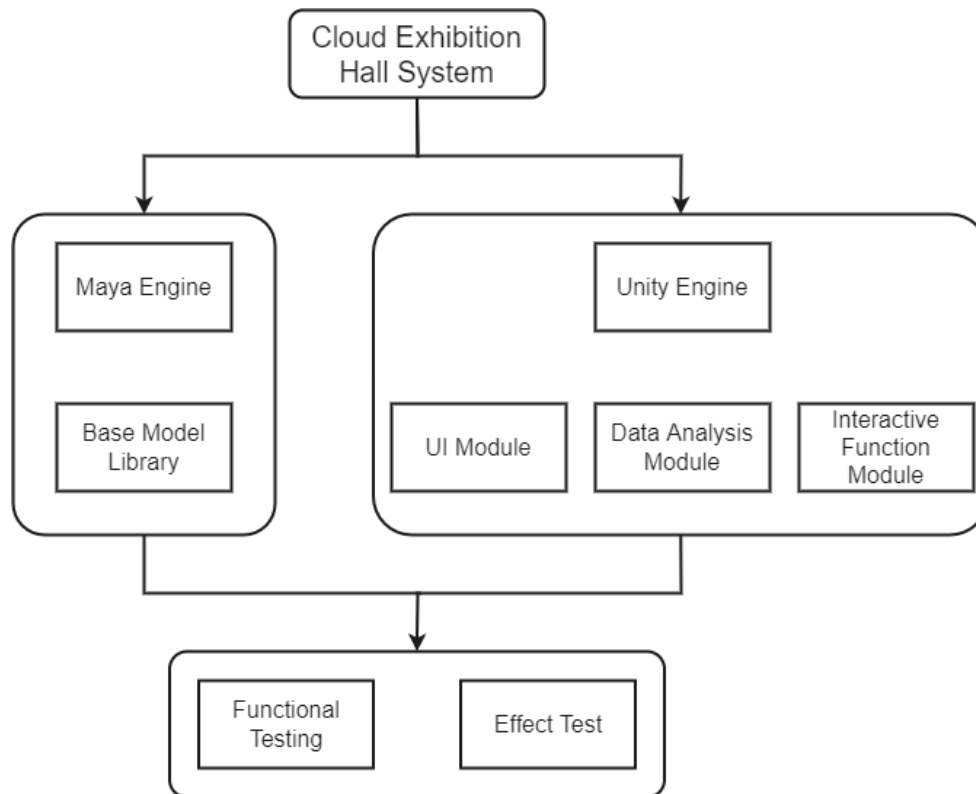 Cloud Exhibition
Hall System
Maya Engine
Unity Engine
Base Model
Library
UI Module
Data Analysis
Module
Interactive
Function
Module
Functional
Testing
Effect Test